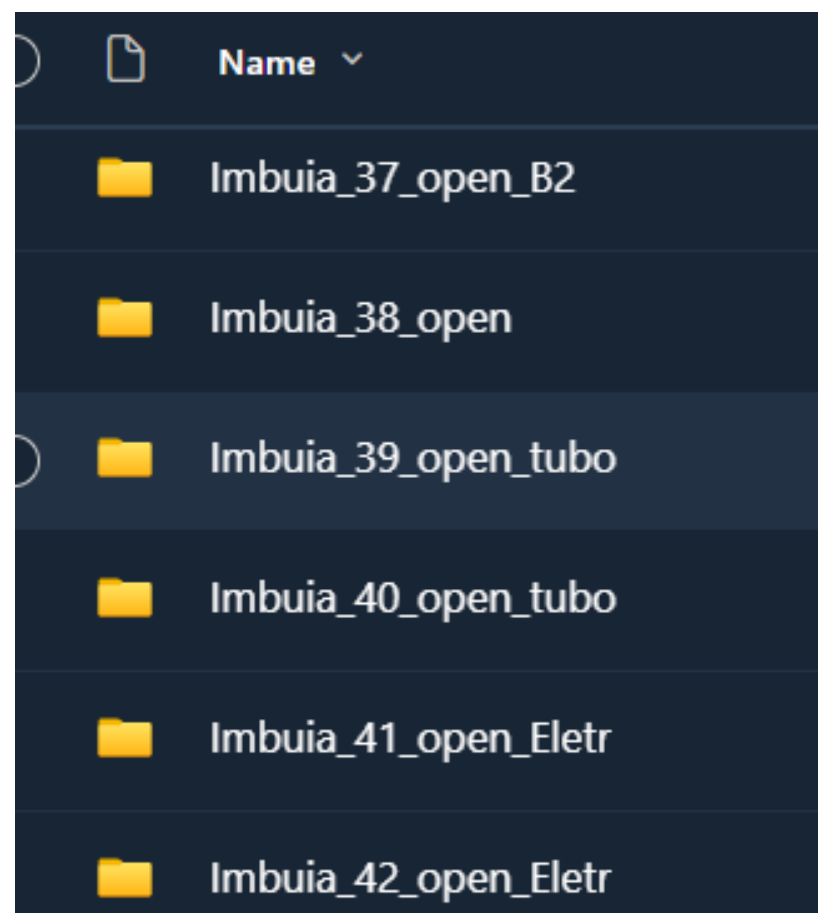 Name
Imbuia_37_open_B2
Imbuia_38_open
Imbuia_39_open_tubo
Imbuia_40_open_tubo
Imbuia_41_open_Eletr
Imbuia_42_open_Eletr